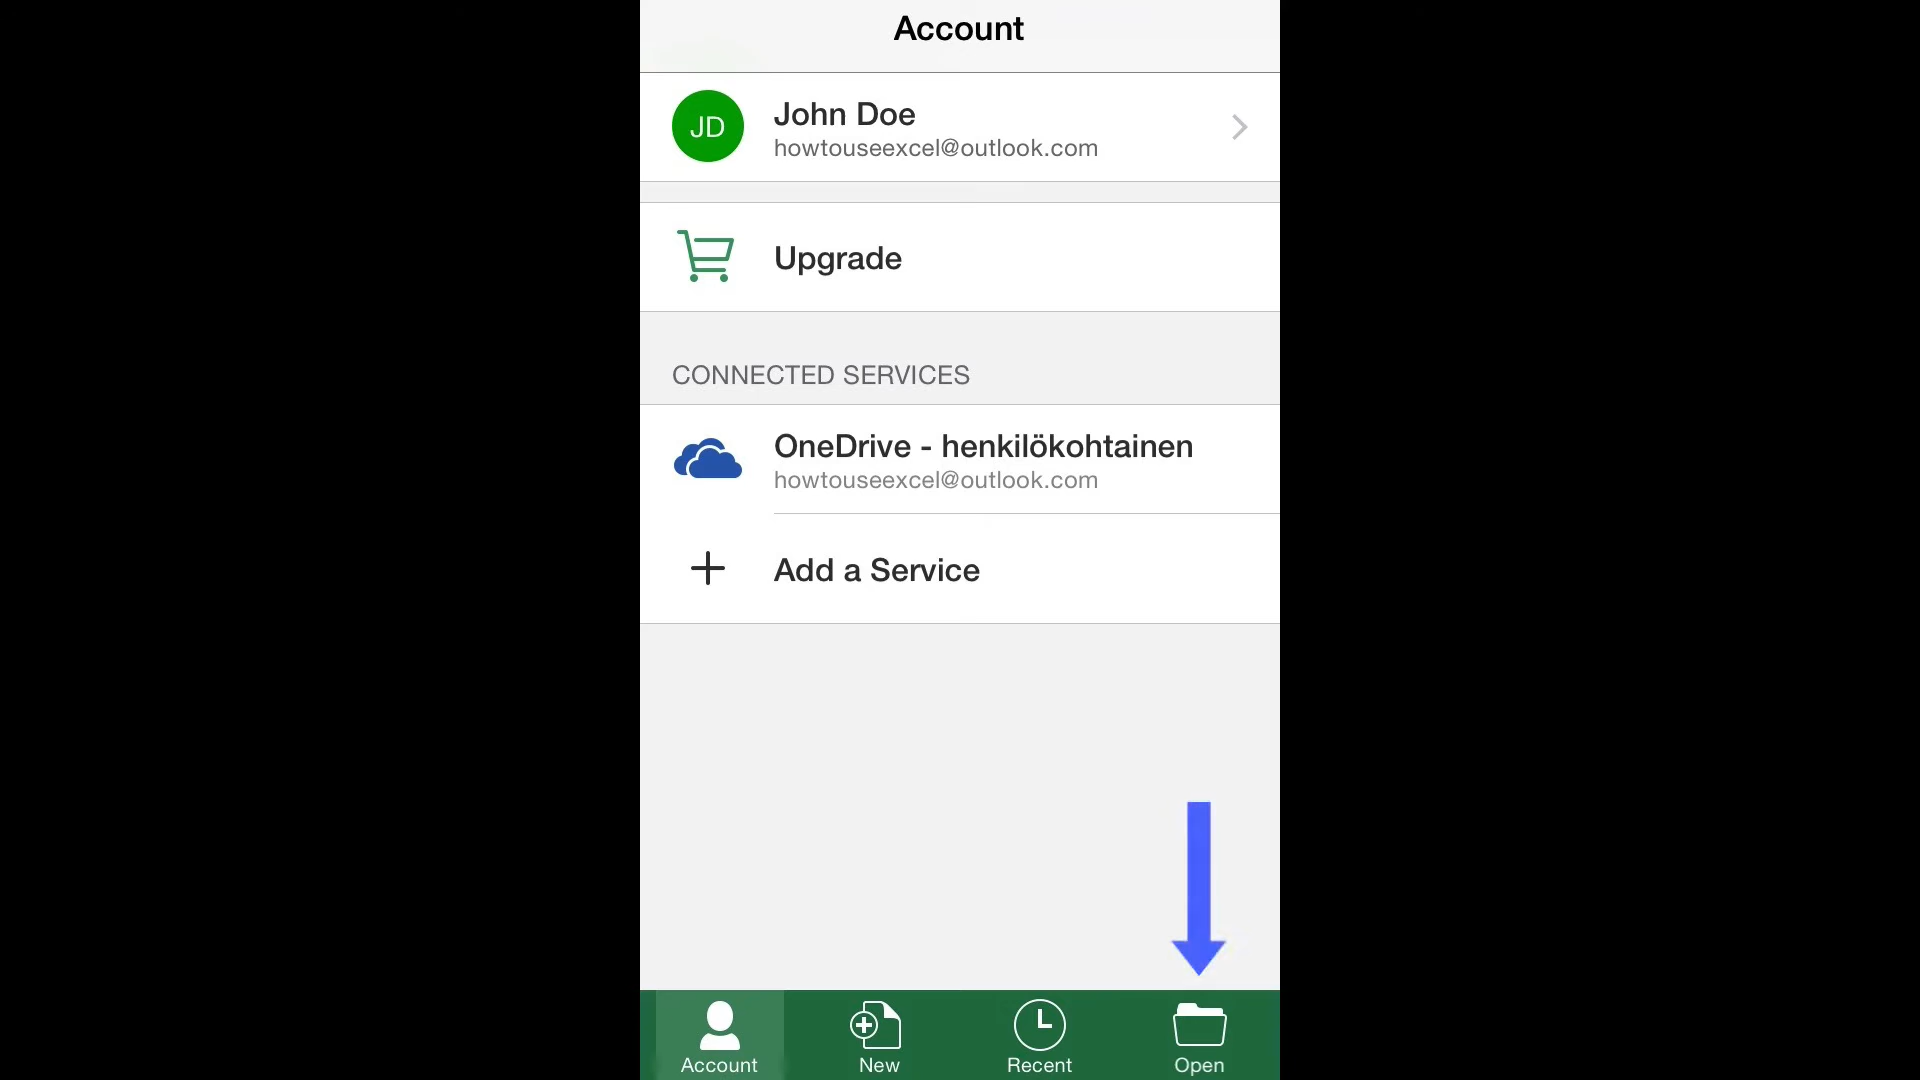 Account
JD
John Doe
howtouseexcel@outlook.com
Upgrade
CONNECTED SERVICES
OneDrive - henkilökohtainen
howtouseexcel@outlook.com
Add a Service
Account
New
Recent
Open